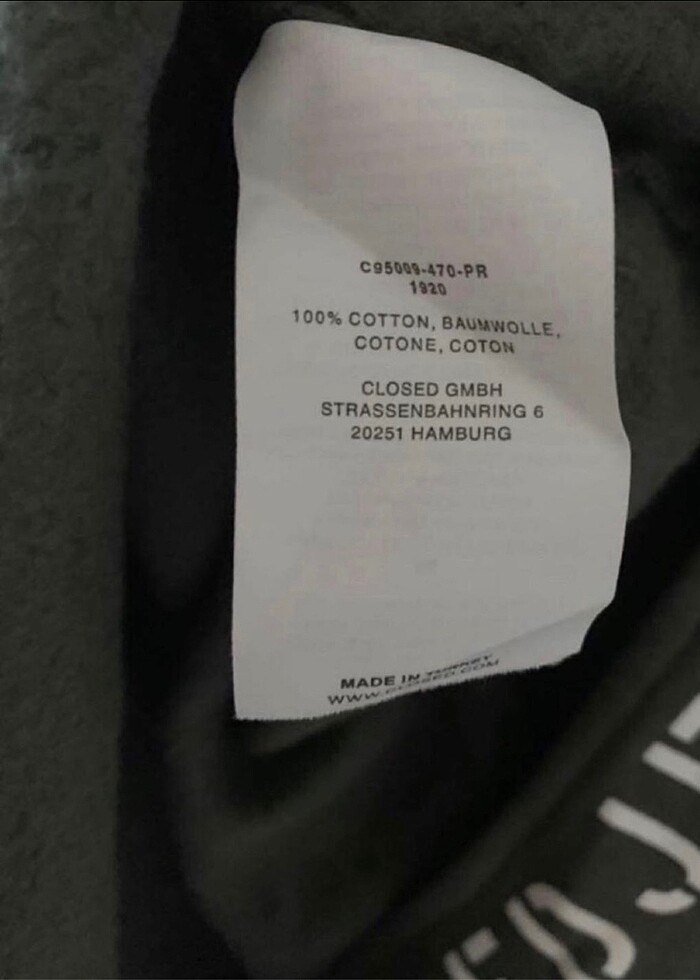 C95009-470-PR
1920
100% COTTON, BAUMWOLLE,
COTONE, COTON
CLOSED GMBH
STRASSENBAHNRING 6
20251 HAMBURG
MADE IN TURKEY
WWW.CLOSED.COM